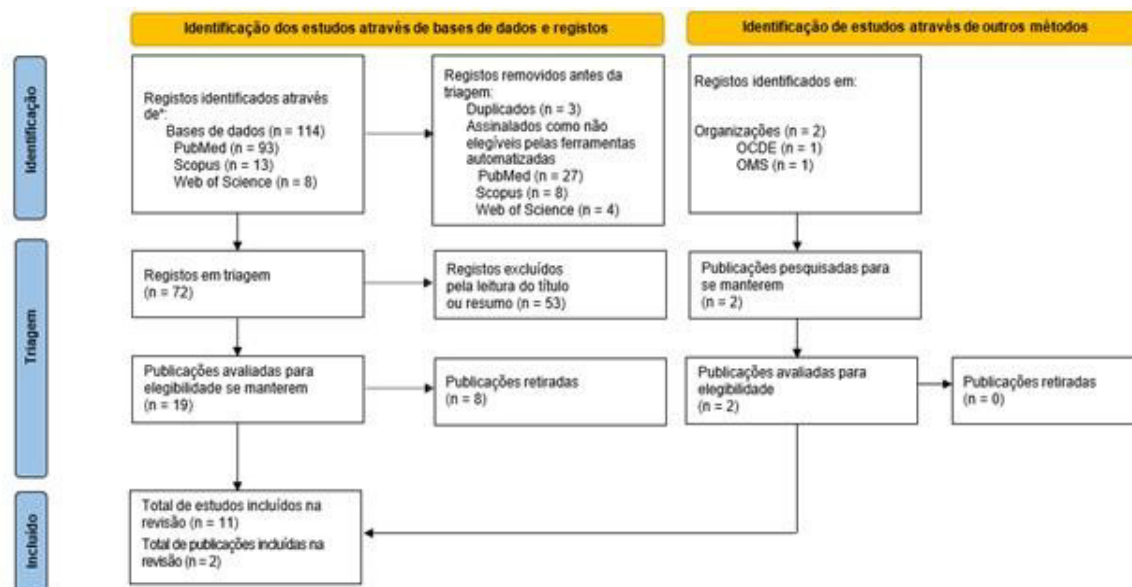 Identificação dos estudos através de bases de dados e registos
Identificação de estudos através de outros métodos
Identificação
Registos identificados através
de*:
Bases de dados (n = 114)
PubMed (n = 93)
Scopus (n = 13)
Web of Science (n = 8)
Registos removidos antes da
triagem:
Duplicados (n = 3)
Assinalados como não
elegíveis pelas ferramentas
automatizadas
PubMed (n = 27)
Scopus (n = 8)
Web of Science (n = 4)
Registos identificados em:
Organizações (n = 2)
OCDE (n = 1)
OMS (n = 1)
Triagem
Registos em triagem
(n = 72)
Registos excluídos
pela leitura do título
ou resumo (n = 53)
Publicações pesquisadas para
se manterem
(n = 2)
Publicações avaliadas para
elegibilidade se manterem
(n = 19)
Publicações retiradas
(n = 8)
Publicações avaliadas para
elegibilidade
(n = 2)
Publicações retiradas
(n = 0)
Incluído
Total de estudos incluídos na
revisão (n = 11)
Total de publicações incluídas na
revisão (n = 2)